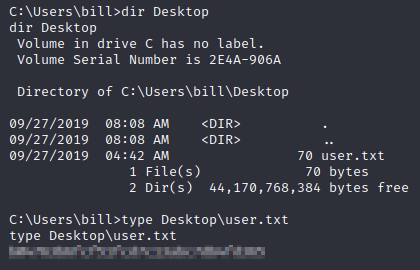 C:\Users\bill>dir Desktop
dir Desktop
 Volume in drive C has no label.
 Volume Serial Number is 2E4A-906A

 Directory of C:\Users\bill\Desktop

09/27/2019  08:08 AM    <DIR>          .
09/27/2019  08:08 AM    <DIR>          ..
09/27/2019  04:42 AM                70 user.txt
               1 File(s)             70 bytes
               2 Dir(s)  44,170,768,384 bytes free

C:\Users\bill>type Desktop\user.txt
type Desktop\user.txt